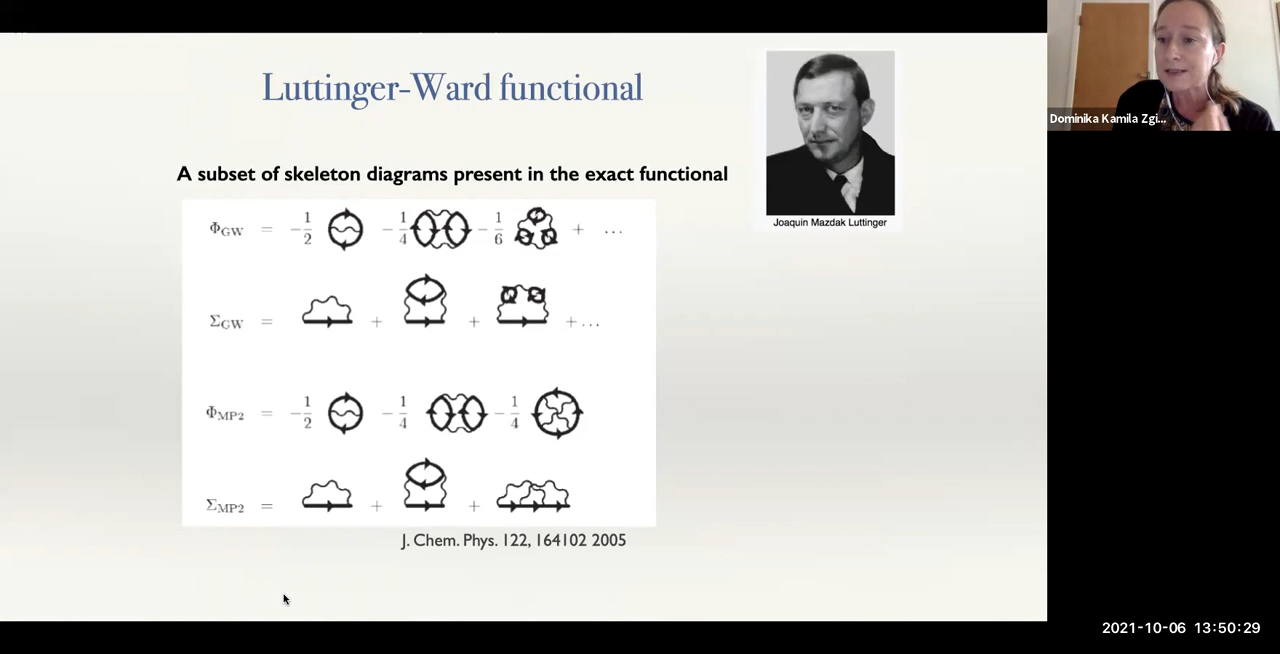 Luttinger-Ward functional
Dominika Kamila Zgi...
A subset of skeleton diagrams present in the exact functional
Joaquin Mazdak Luttinger
Φ_GW = −1/2 −1/4 −1/6 + ...
Σ_GW = + + +...
Φ_MP2 = −1/2 −1/4 −1/4
Σ_MP2 = + +
J. Chem. Phys. 122, 164102 2005
2021-10-06 13:50:29